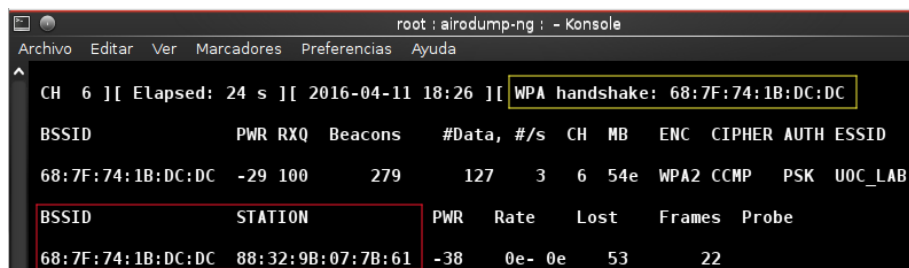 root : airodump-ng : – Konsole
Archivo Editar Ver Marcadores Preferencias Ayuda
CH 6 ][ Elapsed: 24 s ][ 2016-04-11 18:26 ][ WPA handshake: 68:7F:74:1B:DC:DC
BSSID PWR RXQ Beacons #Data, #/s CH MB ENC CIPHER AUTH ESSID
68:7F:74:1B:DC:DC -29 100 279 127 3 6 54e WPA2 CCMP PSK UOC_LAB
BSSID STATION PWR Rate Lost Frames Probe
68:7F:74:1B:DC:DC 88:32:9B:07:7B:61 -38 0e- 0e 53 22